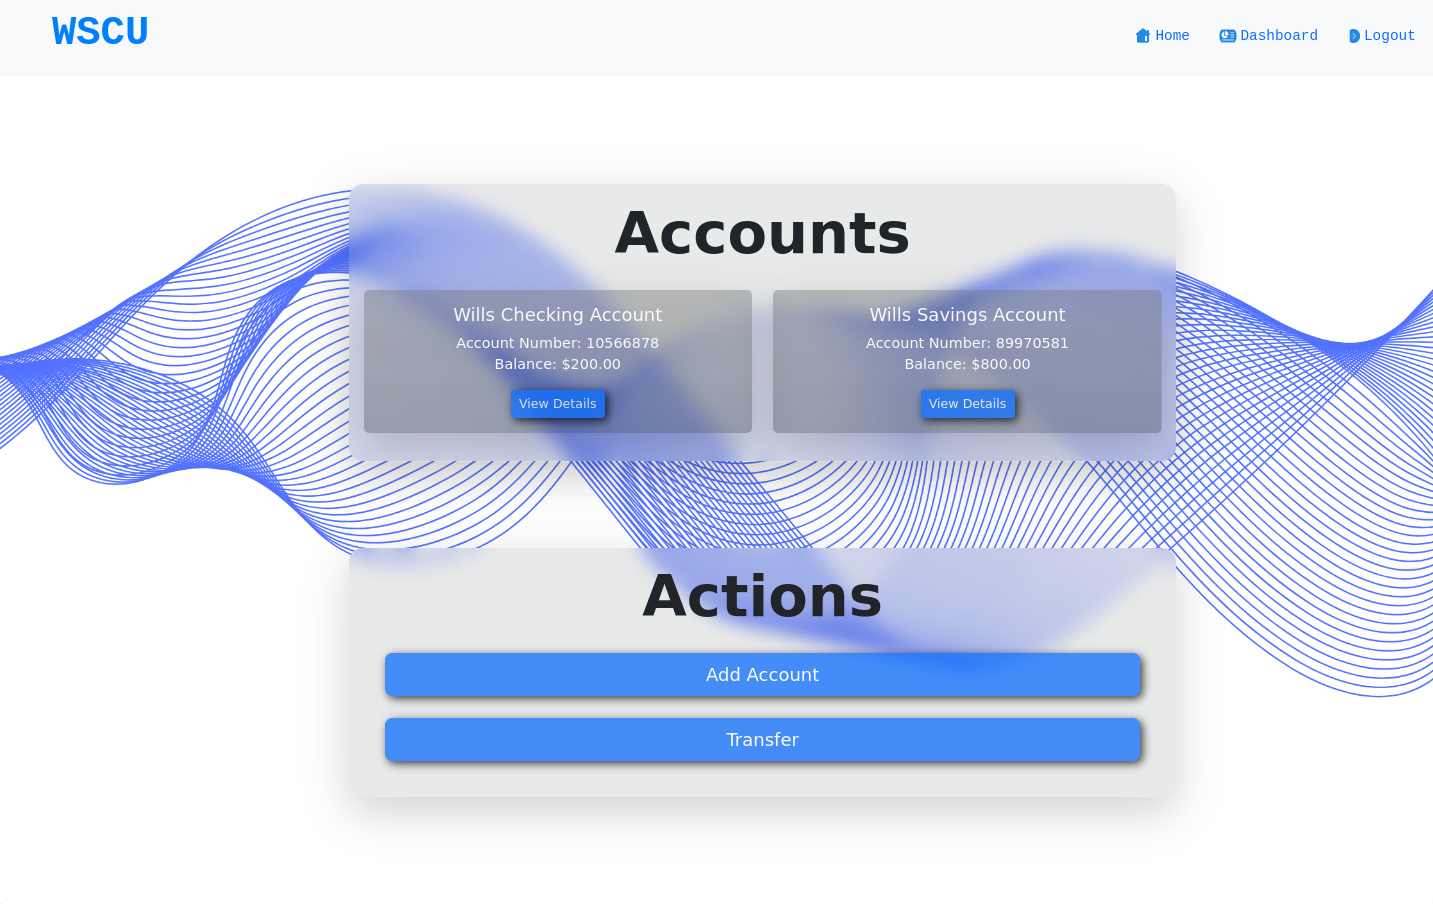 WSCU
Home
Dashboard
Logout
Accounts
Wills Checking Account
Account Number: 10566878
Balance: $200.00
View Details
Wills Savings Account
Account Number: 89970581
Balance: $800.00
View Details
Actions
Add Account
Transfer